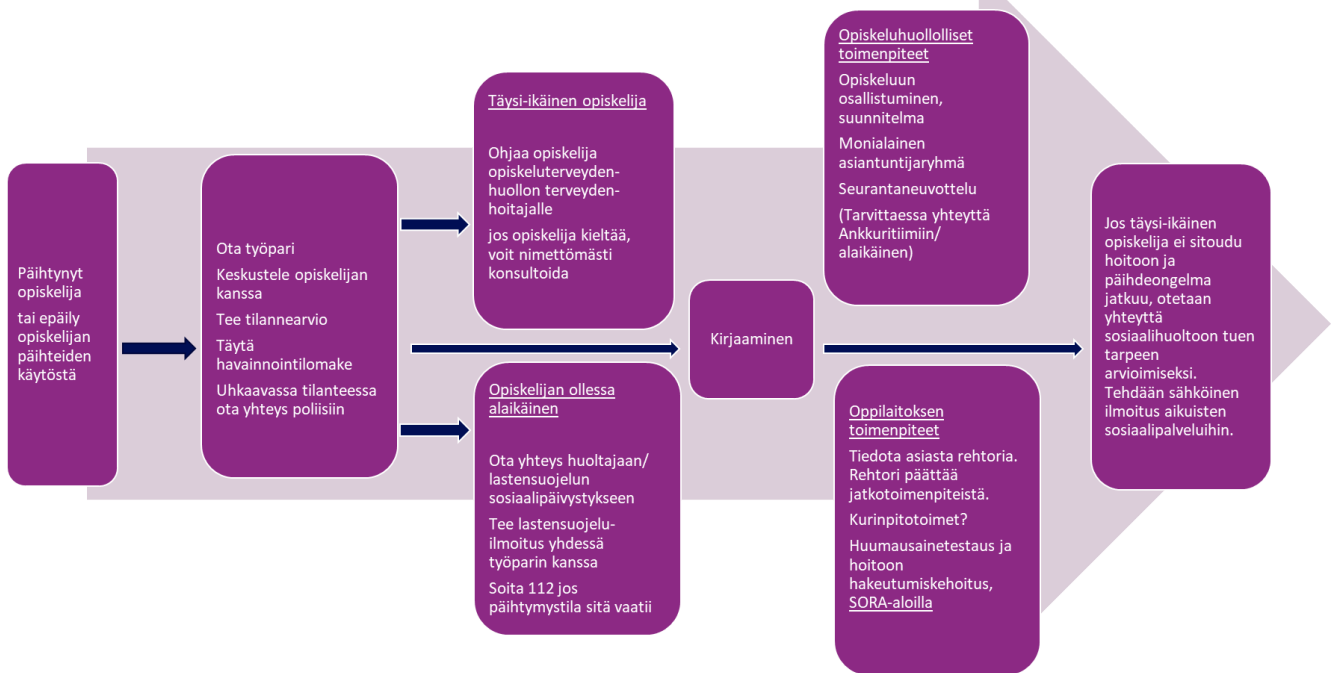 Päihtynyt
opiskelija
tai epäily
opiskelijan
päihteiden
käytöstä
Ota työpari
Keskustele opiskelijan
kanssa
Tee tilannearvio
Täytä
havainnointilomake
Uhkaavassa tilanteessa
ota yhteys poliisiin
Täysi-ikäinen opiskelija
Ohjaa opiskelija
opiskeluterveyden-
huollon terveyden-
hoitajalle
jos opiskelija kieltää,
voit nimettömästi
konsultoida
Opiskelijan ollessa
alaikäinen
Ota yhteys huoltajaan/
lastensuojelun
sosiaalipäivystykseen
Tee lastensuojelu-
ilmoitus yhdessä
työparin kanssa
Soita 112 jos
päihtymystila sitä vaatii
Kirjaaminen
Opiskeluhuollolliset
toimenpiteet
Opiskeluun
osallistuminen,
suunnitelma
Monialainen
asiantuntijaryhmä
Seurantaneuvottelu
(Tarvittaessa yhteyttä
Ankkuritiimiin/
alaikäinen)
Oppilaitoksen
toimenpiteet
Tiedota asiasta rehtoria.
Rehtori päättää
jatkotoimenpiteistä.
Kurinpitotoimet?
Huumausainetestaus ja
hoitoon
hakeutumiskehoitus,
SORA-aloilla
Jos täysi-ikäinen
opiskelija ei sitoudu
hoitoon ja
päihdeongelma
jatkuu, otetaan
yhteyttä
sosiaalihuoltoon tuen
tarpeen
arvioimiseksi.
Tehdään sähköinen
ilmoitus aikuisten
sosiaalipalveluihin.